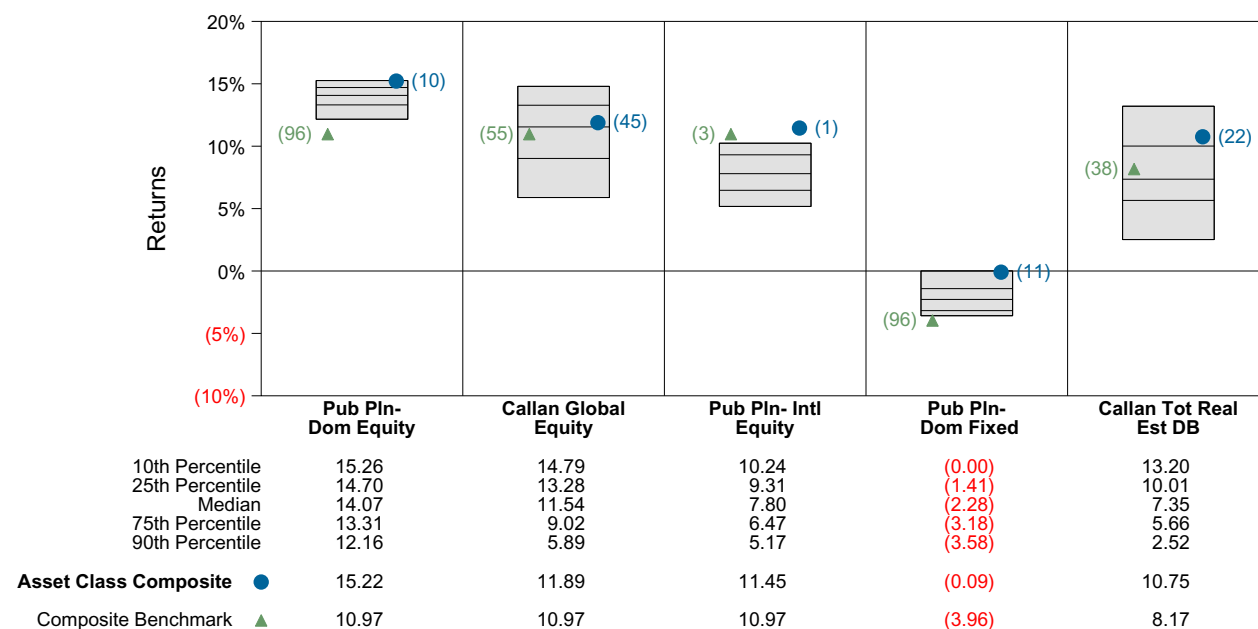 20%
15%
10%
5%
0%
(5%)
(10%)
Returns
(10)
(96)
(45)
(55)
(1)
(3)
(11)
(96)
(22)
(38)
Pub Pln-
Dom Equity
Callan Global
Equity
Pub Pln- Intl
Equity
Pub Pln-
Dom Fixed
Callan Tot Real
Est DB
10th Percentile 15.26 14.79 10.24 (0.00) 13.20
25th Percentile 14.70 13.28 9.31 (1.41) 10.01
Median 14.07 11.54 7.80 (2.28) 7.35
75th Percentile 13.31 9.02 6.47 (3.18) 5.66
90th Percentile 12.16 5.89 5.17 (3.58) 2.52
Asset Class Composite 15.22 11.89 11.45 (0.09) 10.75
Composite Benchmark 10.97 10.97 10.97 (3.96) 8.17